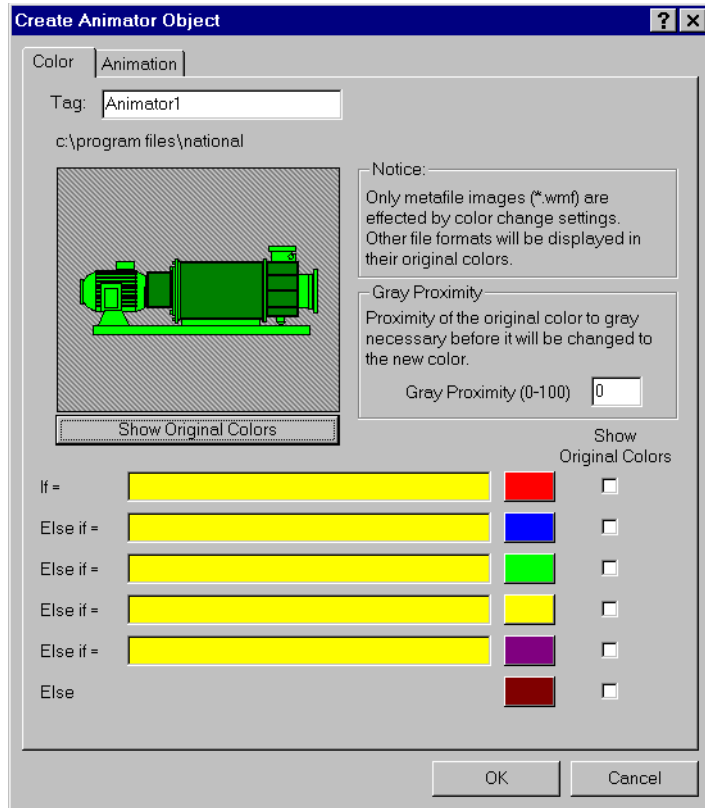 Create Animator Object
Color
Animation
Tag: Animator1
c:\program files\national
Notice:
Only metafile images (*.wmf) are
effected by color change settings.
Other file formats will be displayed in
their original colors.
Gray Proximity
Proximity of the original color to gray
necessary before it will be changed to
the new color.
Gray Proximity (0-100) 0
Show Original Colors
Show
Original Colors
If =
Else if =
Else if =
Else if =
Else if =
Else
OK
Cancel